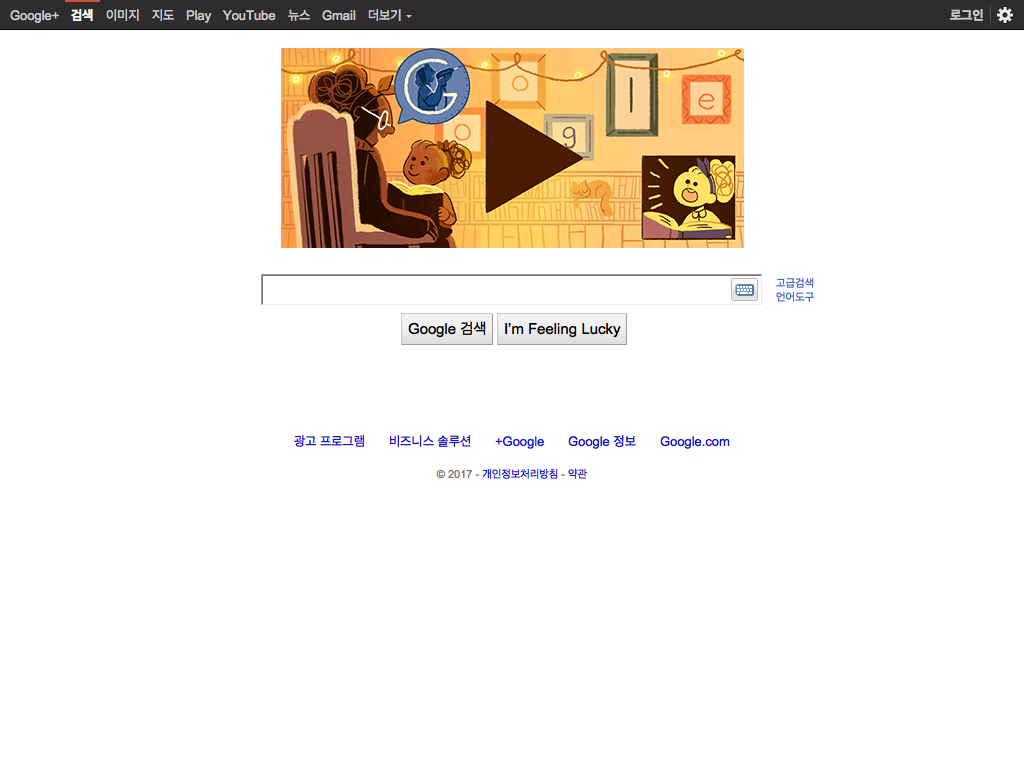 Google+ 검색 이미지 지도 Play YouTube 뉴스 Gmail 더보기 로그인
G o o g l e
고급검색
언어도구
Google 검색 I'm Feeling Lucky
광고 프로그램 비즈니스 솔루션 +Google Google 정보 Google.com
© 2017 - 개인정보처리방침 - 약관